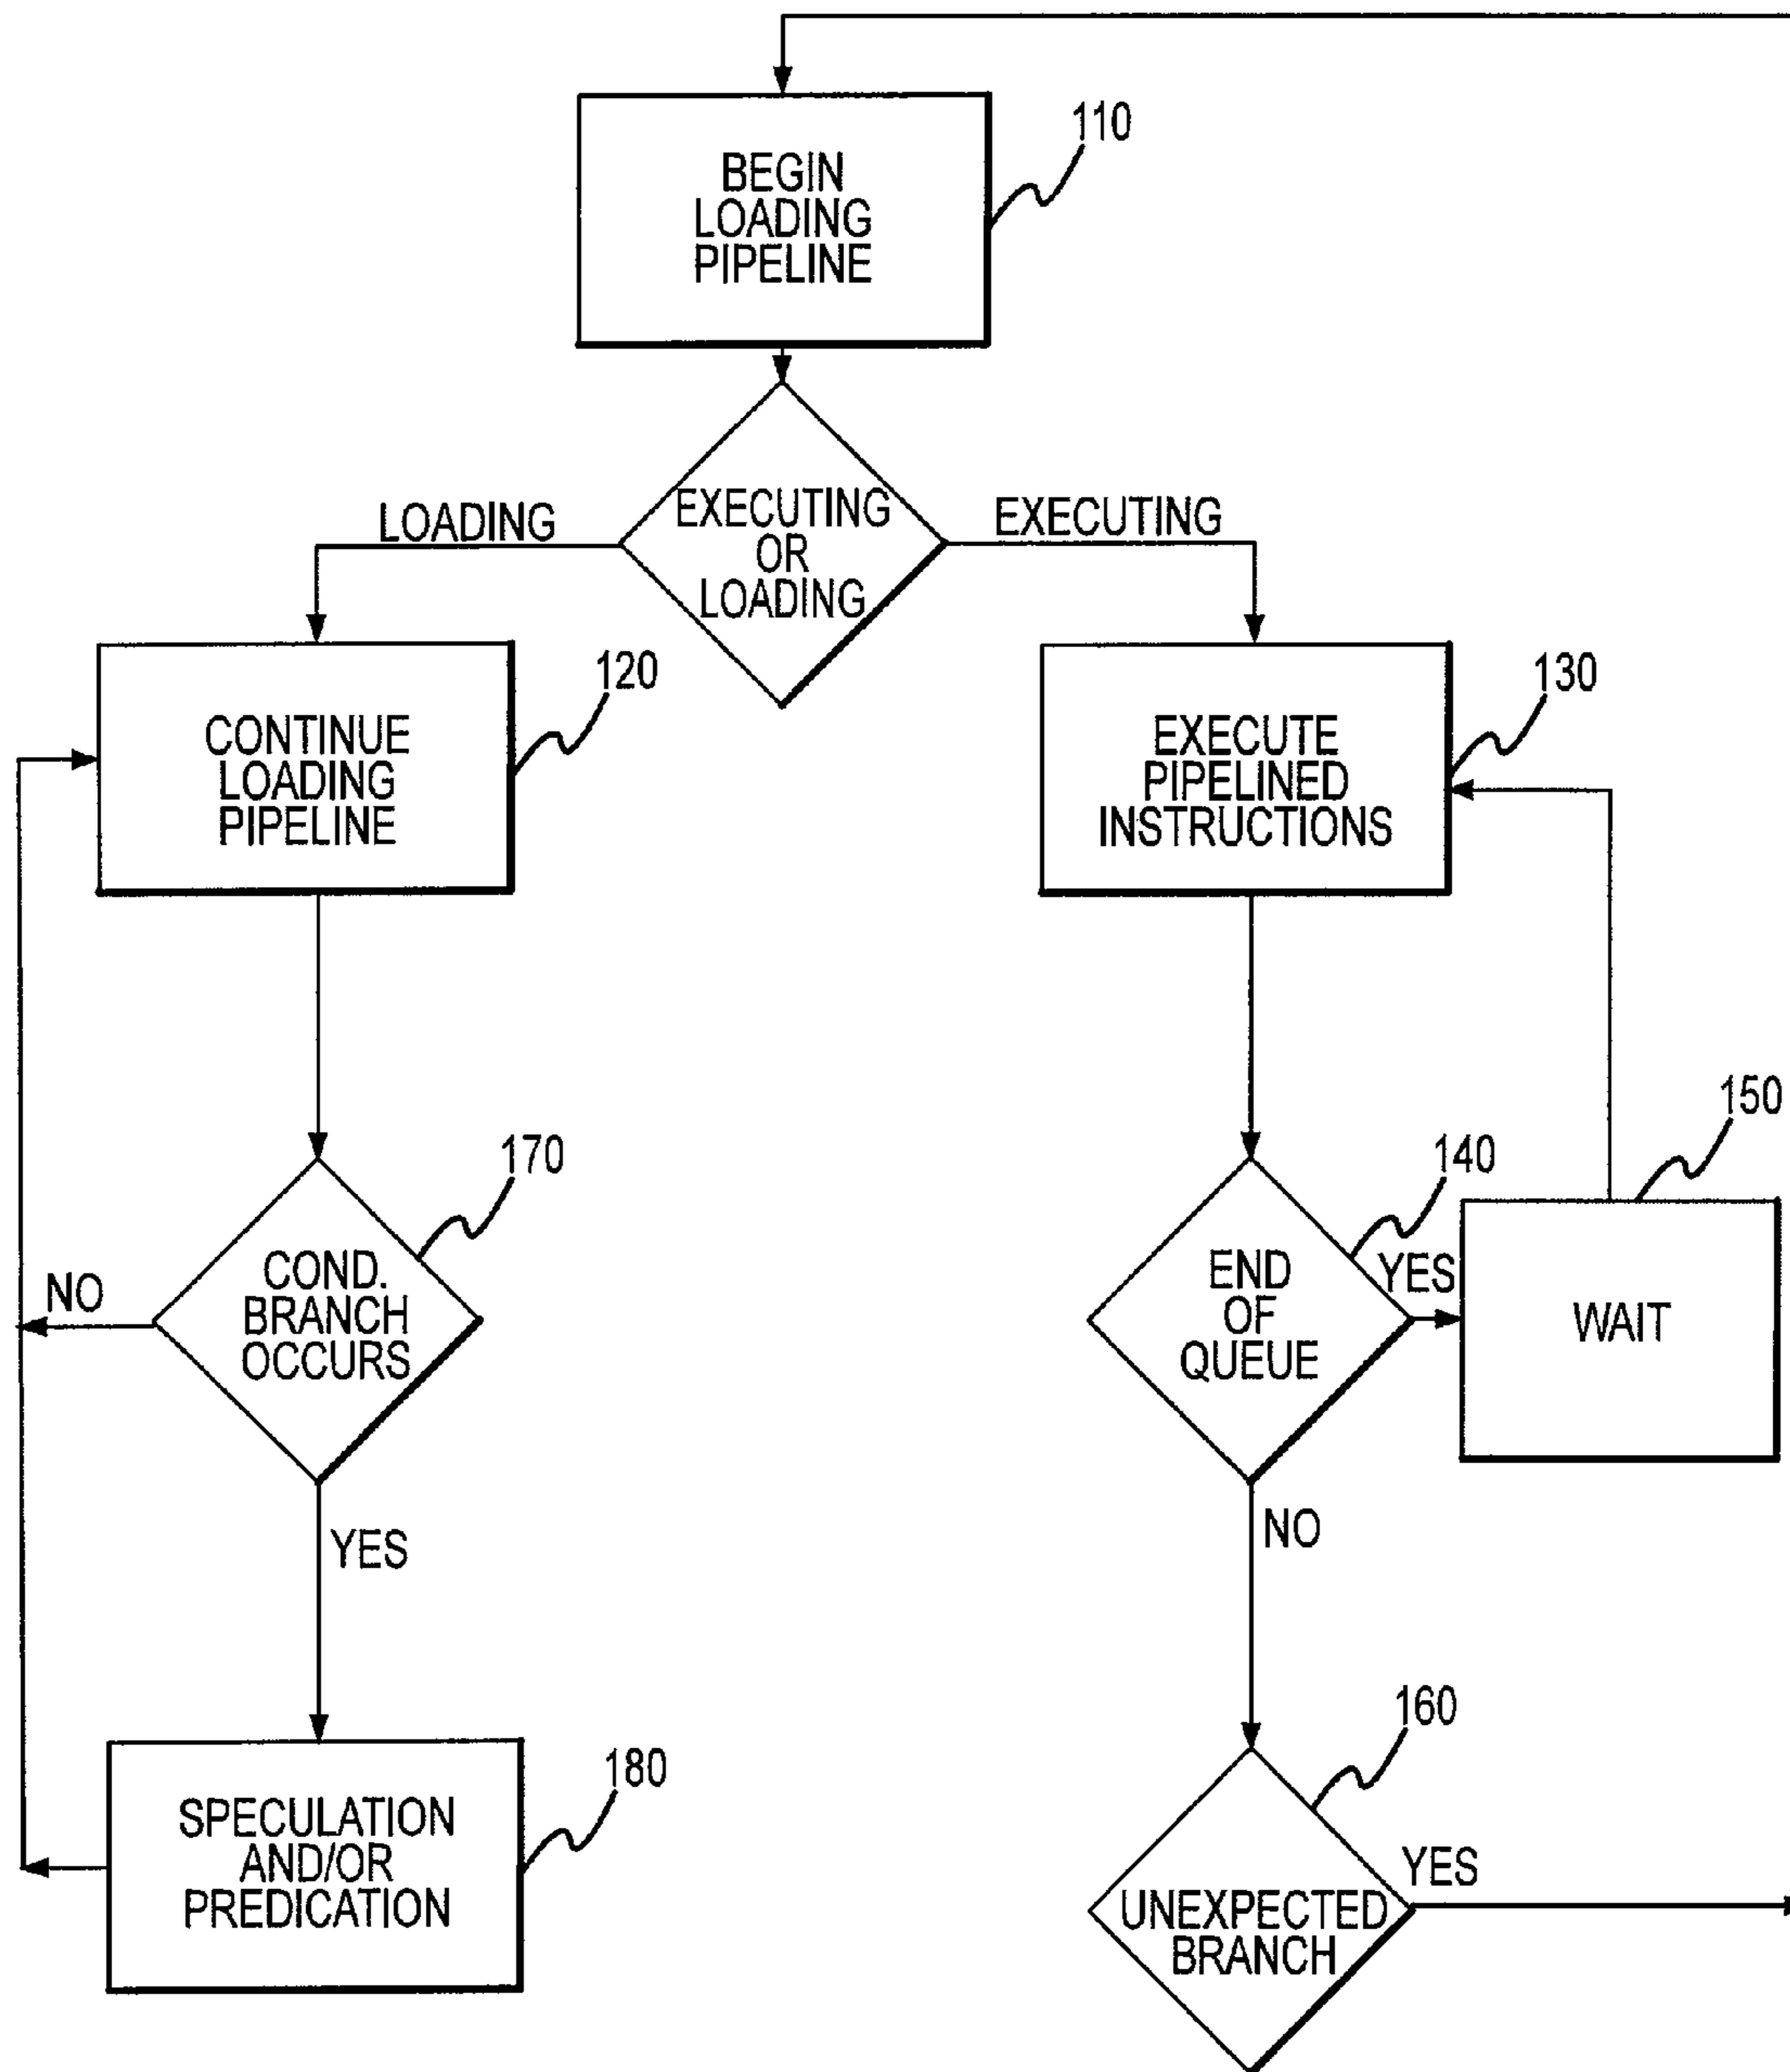 110
BEGIN
LOADING
PIPELINE
LOADING
EXECUTING
OR
LOADING
EXECUTING
120
CONTINUE
LOADING
PIPELINE
130
EXECUTE
PIPELINED
INSTRUCTIONS
170
COND.
BRANCH
OCCURS
NO
YES
140
END
OF
QUEUE
YES
NO
150
WAIT
180
SPECULATION
AND/OR
PREDICATION
160
UNEXPECTED
BRANCH
YES